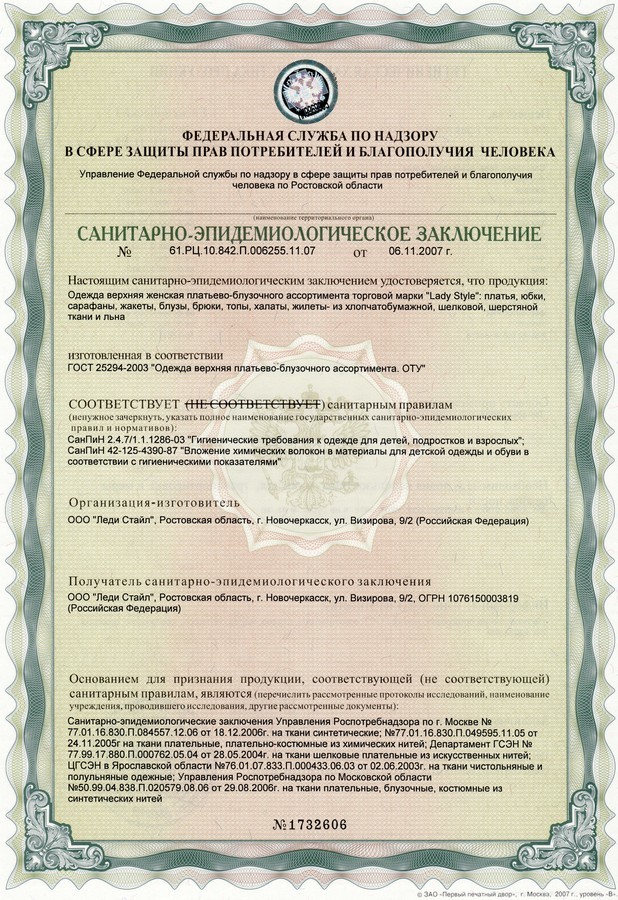 ФЕДЕРАЛЬНАЯ СЛУЖБА ПО НАДЗОРУ
В СФЕРЕ ЗАЩИТЫ ПРАВ ПОТРЕБИТЕЛЕЙ И БЛАГОПОЛУЧИЯ ЧЕЛОВЕКА
Управление Федеральной службы по надзору в сфере защиты прав потребителей и благополучия
человека по Ростовской области
(наименование территориального органа)
САНИТАРНО-ЭПИДЕМИОЛОГИЧЕСКОЕ ЗАКЛЮЧЕНИЕ
№ 61.РЦ.10.842.П.006255.11.07 от 06.11.2007 г.
Настоящим санитарно-эпидемиологическим заключением удостоверяется, что продукция:
Одежда верхняя женская платьево-блузочного ассортимента торговой марки "Lady Style": платья, юбки,
сарафаны, жакеты, блузы, брюки, топы, халаты, жилеты- из хлопчатобумажной, шелковой, шерстяной
ткани и льна
изготовленная в соответствии
ГОСТ 25294-2003 "Одежда верхняя платьево-блузочного ассортимента. ОТУ"
СООТВЕТСТВУЕТ (НЕ СООТВЕТСТВУЕТ) санитарным правилам
(ненужное зачеркнуть, указать полное наименование государственных санитарно-эпидемиологических
правил и нормативов):
СанПиН 2.4.7/1.1.1286-03 "Гигиенические требования к одежде для детей, подростков и взрослых";
СанПиН 42-125-4390-87 "Вложение химических волокон в материалы для детской одежды и обуви в
соответствии с гигиеническими показателями"
Организация-изготовитель
ООО "Леди Стайл", Ростовская область, г. Новочеркасск, ул. Визирова, 9/2 (Российская Федерация)
Получатель санитарно-эпидемиологического заключения
ООО "Леди Стайл", Ростовская область, г. Новочеркасск, ул. Визирова, 9/2, ОГРН 1076150003819
(Российская Федерация)
Основанием для признания продукции, соответствующей (не соответствующей)
санитарным правилам, являются (перечислить рассмотренные протоколы исследований, наименование
учреждения, проводившего исследования, другие рассмотренные документы):
Санитарно-эпидемиологические заключения Управления Роспотребнадзора по г. Москве №
77.01.16.830.П.084557.12.06 от 18.12.2006г. на ткани синтетические; №77.01.16.830.П.049595.11.05 от
24.11.2005г на ткани плательные, плательно-костюмные из химических нитей; Департамент ГСЭН №
77.99.17.880.П.000762.05.04 от 28.05.2004г. на ткани шелковые плательные из искусственных нитей;
ЦГСЭН в Ярославской области №76.01.07.833.П.000433.06.03 от 02.06.2003г. на ткани чистольняные и
полульняные одежные; Управления Роспотребнадзора по Московской области
№50.99.04.838.П.020579.08.06 от 29.08.2006г. на ткани плательные, блузочные, костюмные из
синтетических нитей
№1732606
© ЗАО «Первый печатный двор», г. Москва, 2007 г., уровень «В».